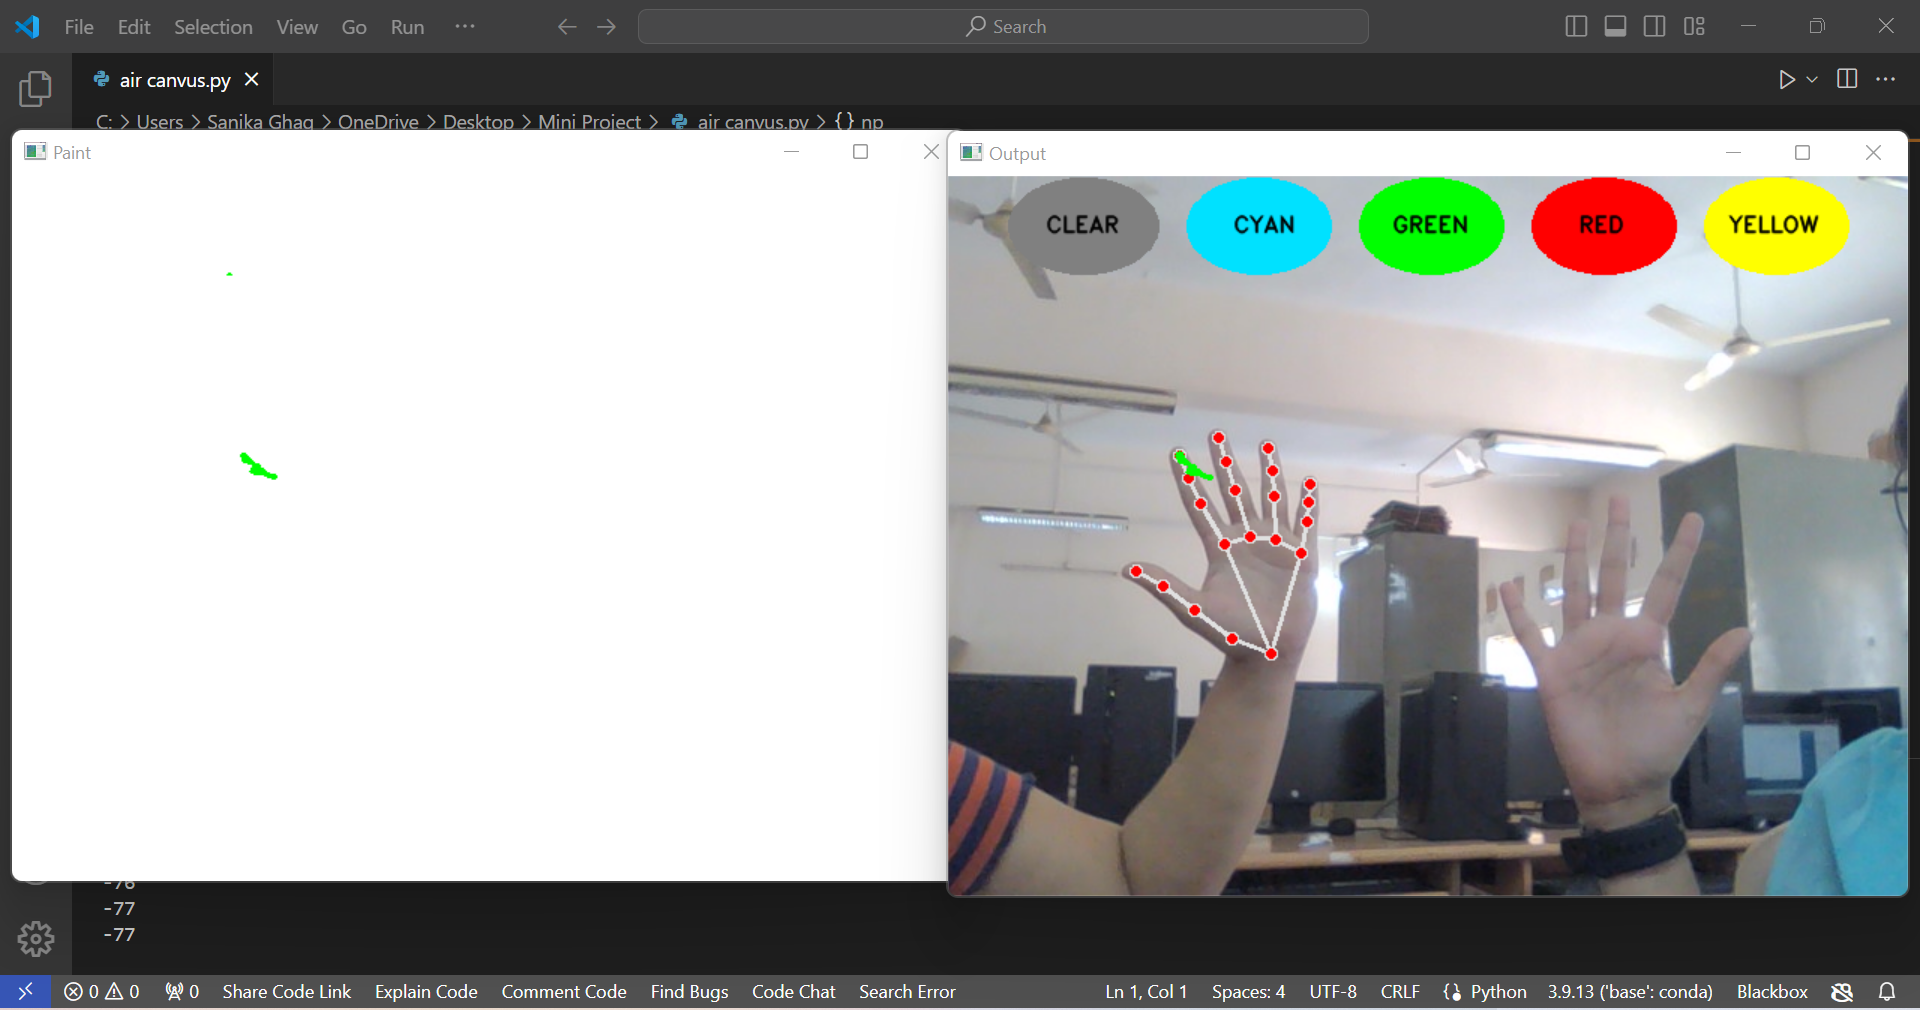 File Edit Selection View Go Run ··· Search
air canvus.py
C: > Users > Sanika Ghag > OneDrive > Desktop > Mini Project > air canvus.py > {} np
Paint
Output
CLEAR CYAN GREEN RED YELLOW
-76
-77
-77
0 0 0 Share Code Link Explain Code Comment Code Find Bugs Code Chat Search Error Ln 1, Col 1 Spaces: 4 UTF-8 CRLF Python 3.9.13 ('base': conda) Blackbox